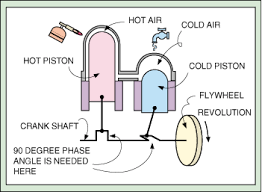 HOT AIR
COLD AIR
HOT PISTON
COLD PISTON
FLYWHEEL
REVOLUTION
CRANK SHAFT
90 DEGREE PHASE
ANGLE IS NEEDED
HERE